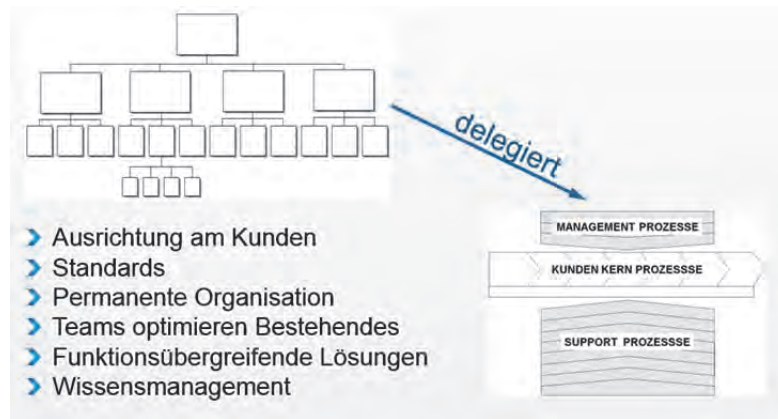 delegiert
MANAGEMENT PROZESSE
KUNDEN KERN PROZESSSE
SUPPORT PROZESSSE
Ausrichtung am Kunden
Standards
Permanente Organisation
Teams optimieren Bestehendes
Funktionsübergreifende Lösungen
Wissensmanagement